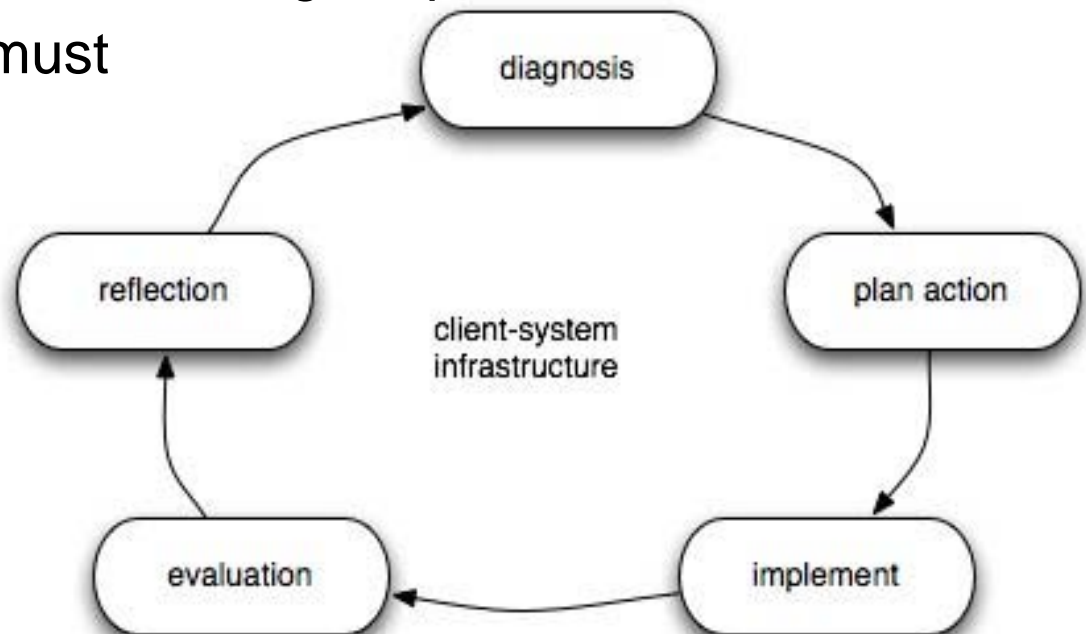 must
diagnosis
reflection
plan action
client-system
infrastructure
evaluation
implement